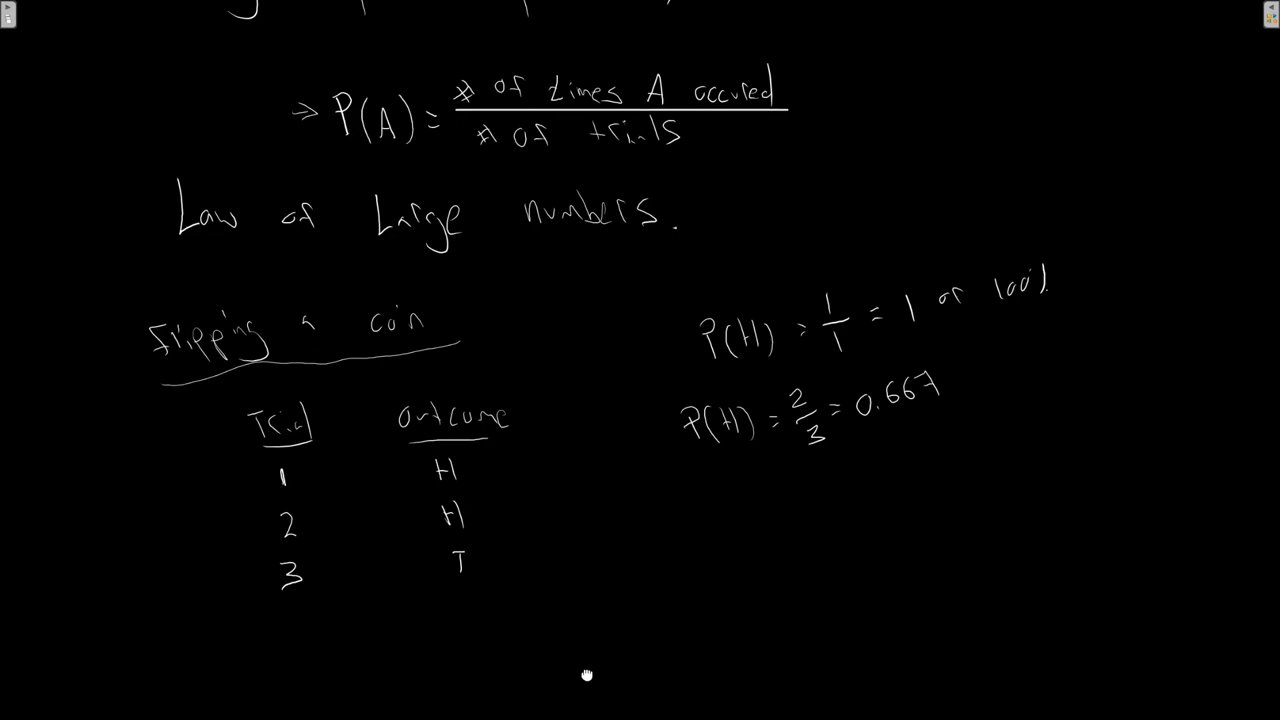 → P(A) = # of times A occured / # of trials
Law of Large numbers.
flipping a coin
P(H) = 1/1 = 1 or 100%
Trial outcome
P(H) = 2/3 = 0.667
1 H
2 H
3 T